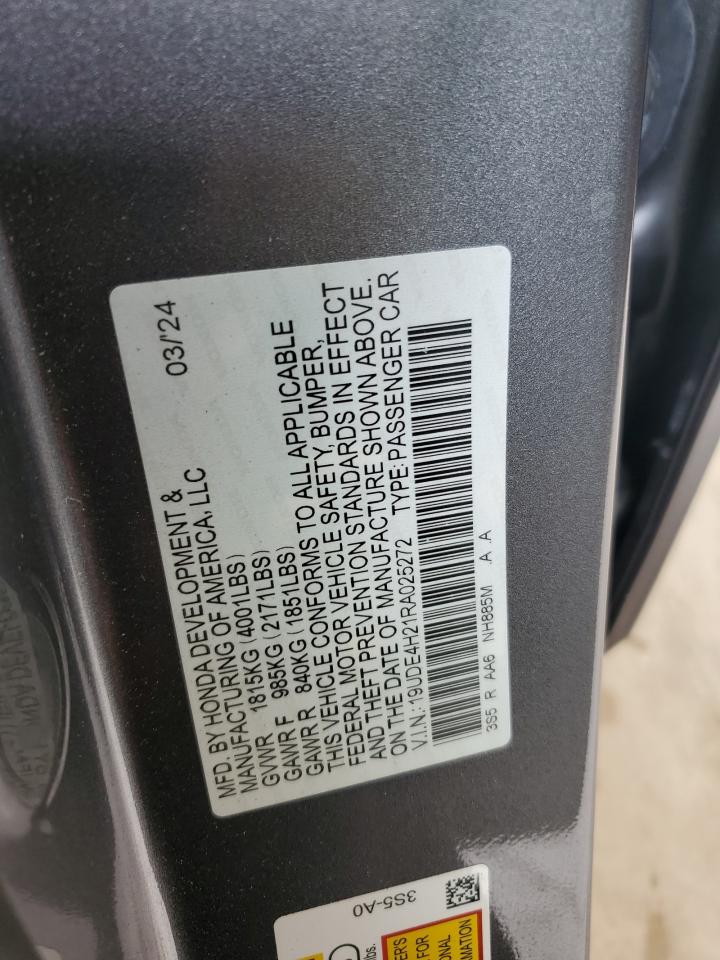 MFD. BY HONDA DEVELOPMENT & 03/'24
MANUFACTURING OF AMERICA, LLC
GVWR 1815KG (4001LBS)
GAWR F 985KG (2171LBS)
GAWR R 840KG (1851LBS)
THIS VEHICLE CONFORMS TO ALL APPLICABLE
FEDERAL MOTOR VEHICLE SAFETY, BUMPER,
AND THEFT PREVENTION STANDARDS IN EFFECT
ON THE DATE OF MANUFACTURE SHOWN ABOVE.
V.I.N.: 19UDE4H21RA025272 TYPE: PASSENGER CAR
3S5 R AA6 NH885M A .A
3S5-A0
lbs.
FOR